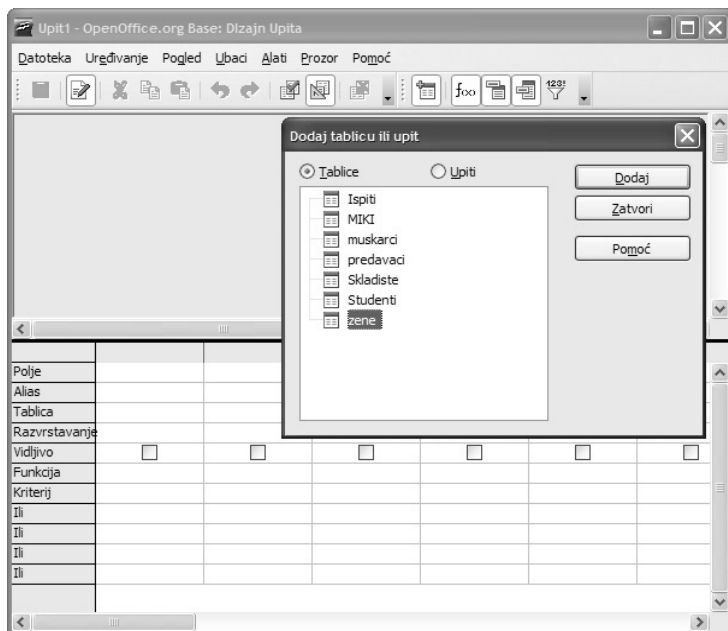 Upit1 - OpenOffice.org Base: DIzajn Upita
Datoteka Uređivanje Pogled Ubaci Alati Prozor Pomoć
f∞ 123!
Dodaj tablicu ili upit
Tablice Upiti
Ispiti
MIKI
muskarci
predavaci
Skladiste
Studenti
zene
Dodaj
Zatvori
Pomoć
Polje
Alias
Tablica
Razvrstavanje
Vidljivo
Funkcija
Kriterij
Ili
Ili
Ili
Ili